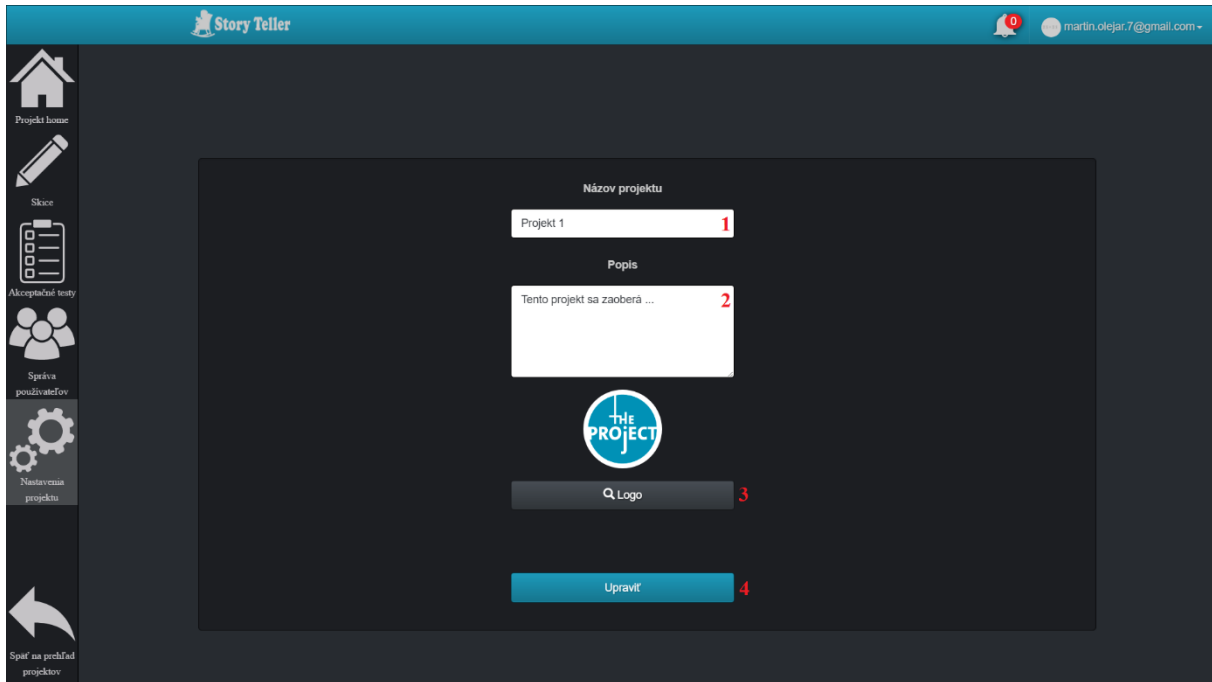 Story Teller
0
martin.olejar.7@gmail.com
Projekt home
Skice
Akceptačné testy
Správa
používateľov
Nastavenia
projektu
Späť na prehľad
projektov
Názov projektu
Projekt 1
1
Popis
Tento projekt sa zaoberá ...
2
THE
PROJECT
Logo
3
Upraviť
4